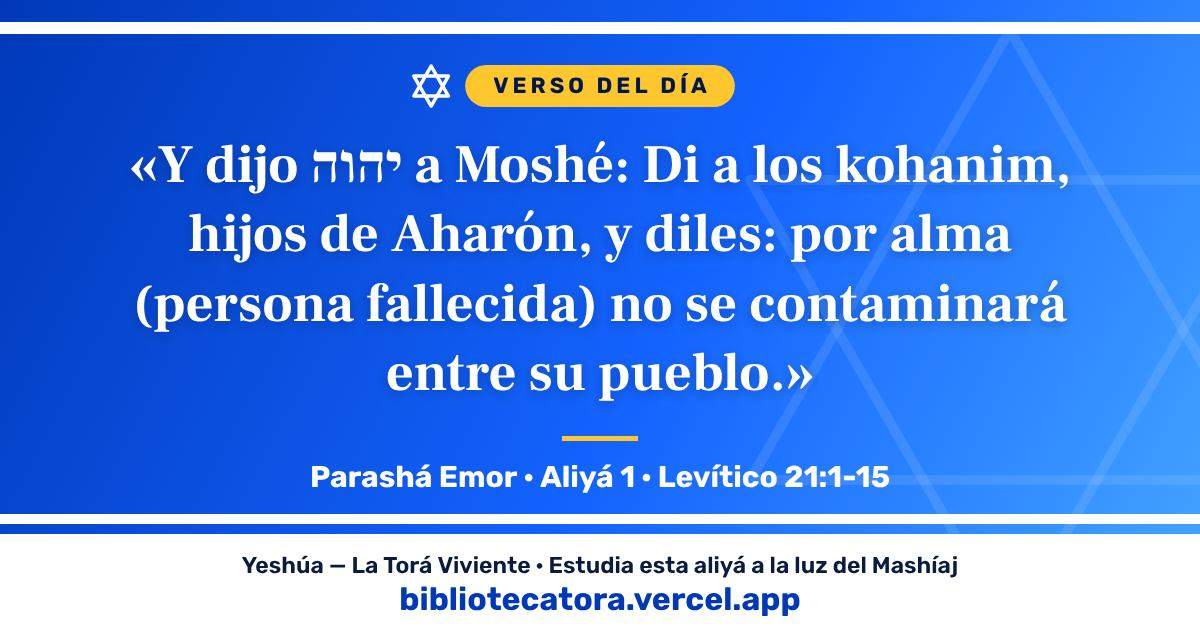 VERSO DEL DÍA
«Y dijo יהוה a Moshé: Di a los kohanim,
hijos de Aharón, y diles: por alma
(persona fallecida) no se contaminará
entre su pueblo.»
Parashá Emor • Aliyá 1 • Levítico 21:1-15
Yeshúa — La Torá Viviente • Estudia esta aliyá a la luz del Mashíaj
bibliotecatora.vercel.app